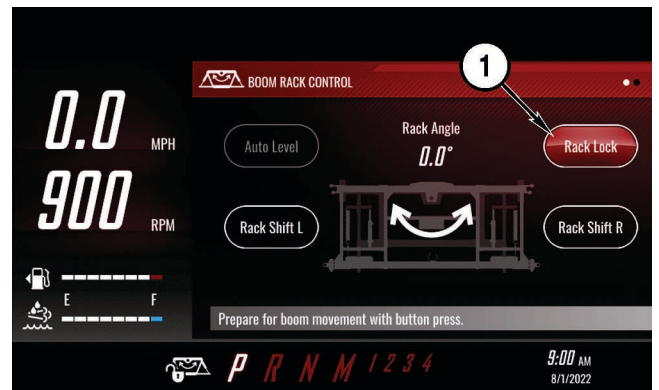 1
BOOM RACK CONTROL
0.0 MPH
Auto Level
Rack Angle
0.0°
Rack Lock
900 RPM
Rack Shift L
Rack Shift R
E F
Prepare for boom movement with button press.
P R N M 1 2 3 4
9:00 AM
8/1/2022